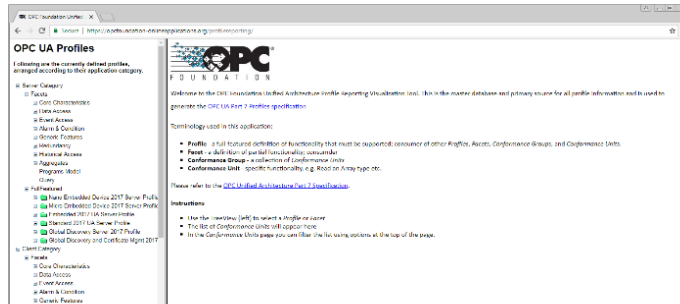 OPC Foundation Unified
Secure | https://opcfoundation-onlineapplications.org/profilereporting/
OPC UA Profiles
Following are the currently defined profiles,
arranged according to their application category.
Server Category
Facets
Core Characteristics
Data Access
Event Access
Alarm & Condition
Generic Features
Redundancy
Historical Access
Aggregates
Programs Model
Query
FullFeatured
Nano Embedded Device 2017 Server Profile
Micro Embedded Device 2017 Server Profile
Embedded 2017 UA Server Profile
Standard 2017 UA Server Profile
Global Discovery Server 2017 Profile
Global Discovery and Certificate Mgmt 2017
Client Category
Facets
Core Characteristics
Data Access
Event Access
Alarm & Condition
Generic Features
OPC
FOUNDATION
Welcome to the OPC Foundation Unified Architecture Profile Reporting Visualization Tool. This is the master database and primary source for all profile information and is used to
generate the OPC UA Part 7 Profiles specification
Terminology used in this application:
Profile - a full featured definition of functionality that must be supported; consumer of other Profiles, Facets, Conformance Groups, and Conformance Units.
Facet - a definition of partial functionality; consumer
Conformance Group - a collection of Conformance Units
Conformance Unit - specific functionality, e.g. Read an Array type etc.
Please refer to the OPC Unified Architecture Part 7 Specification.
Instructions
Use the TreeView (left) to select a Profile or Facet
The list of Conformance Units will appear here
In the Conformance Units page you can filter the list using options at the top of the page.